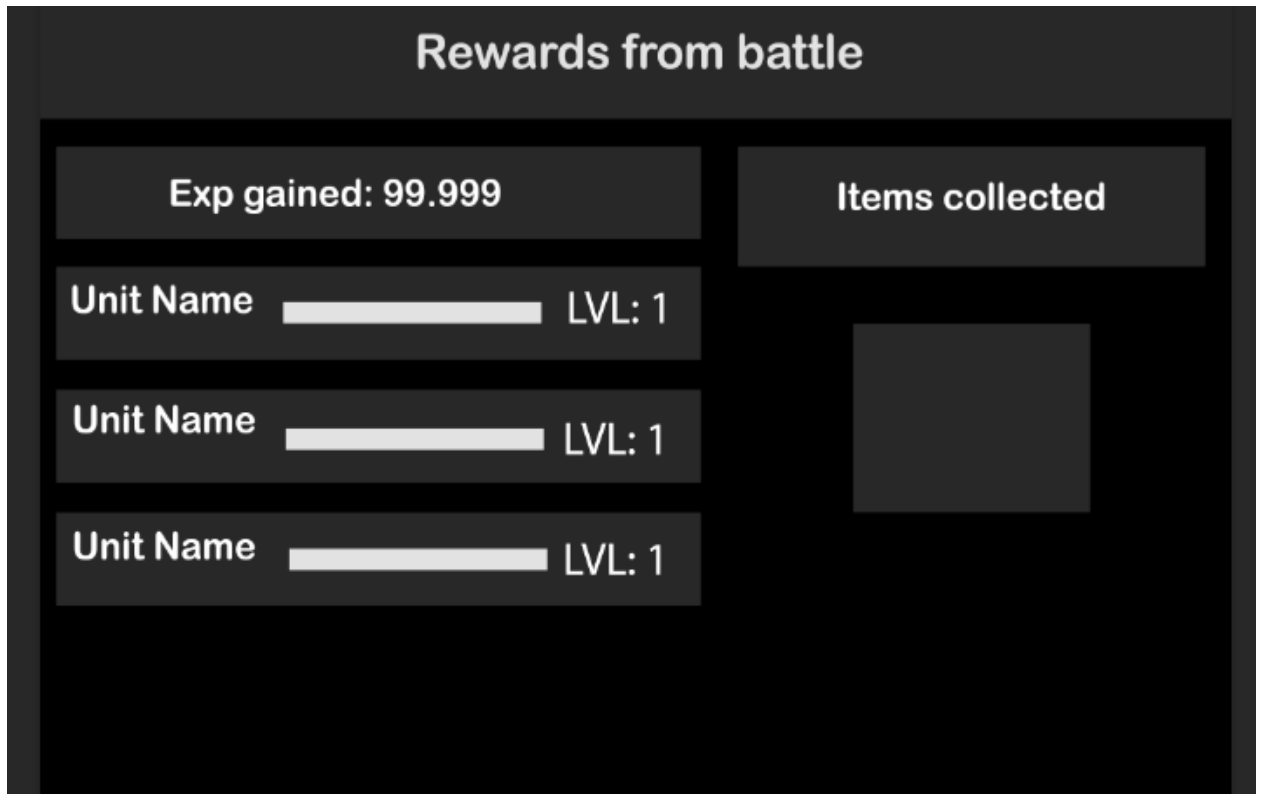 Rewards from battle
Exp gained: 99.999
Unit Name LVL: 1
Unit Name LVL: 1
Unit Name LVL: 1
Items collected